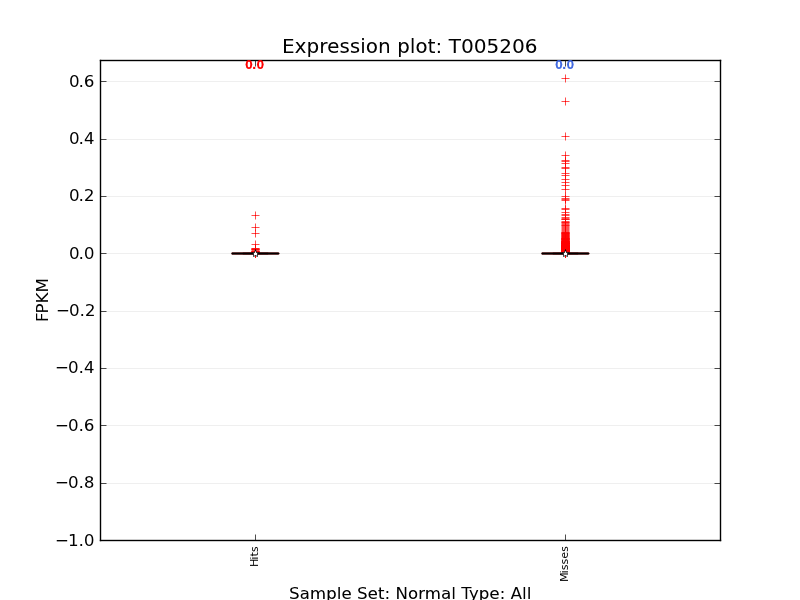 Expression plot: T005206
0.0 0.0
0.6
0.4
0.2
0.0
−0.2
−0.4
−0.6
−0.8
−1.0
FPKM
Hits Misses
Sample Set: Normal Type: All